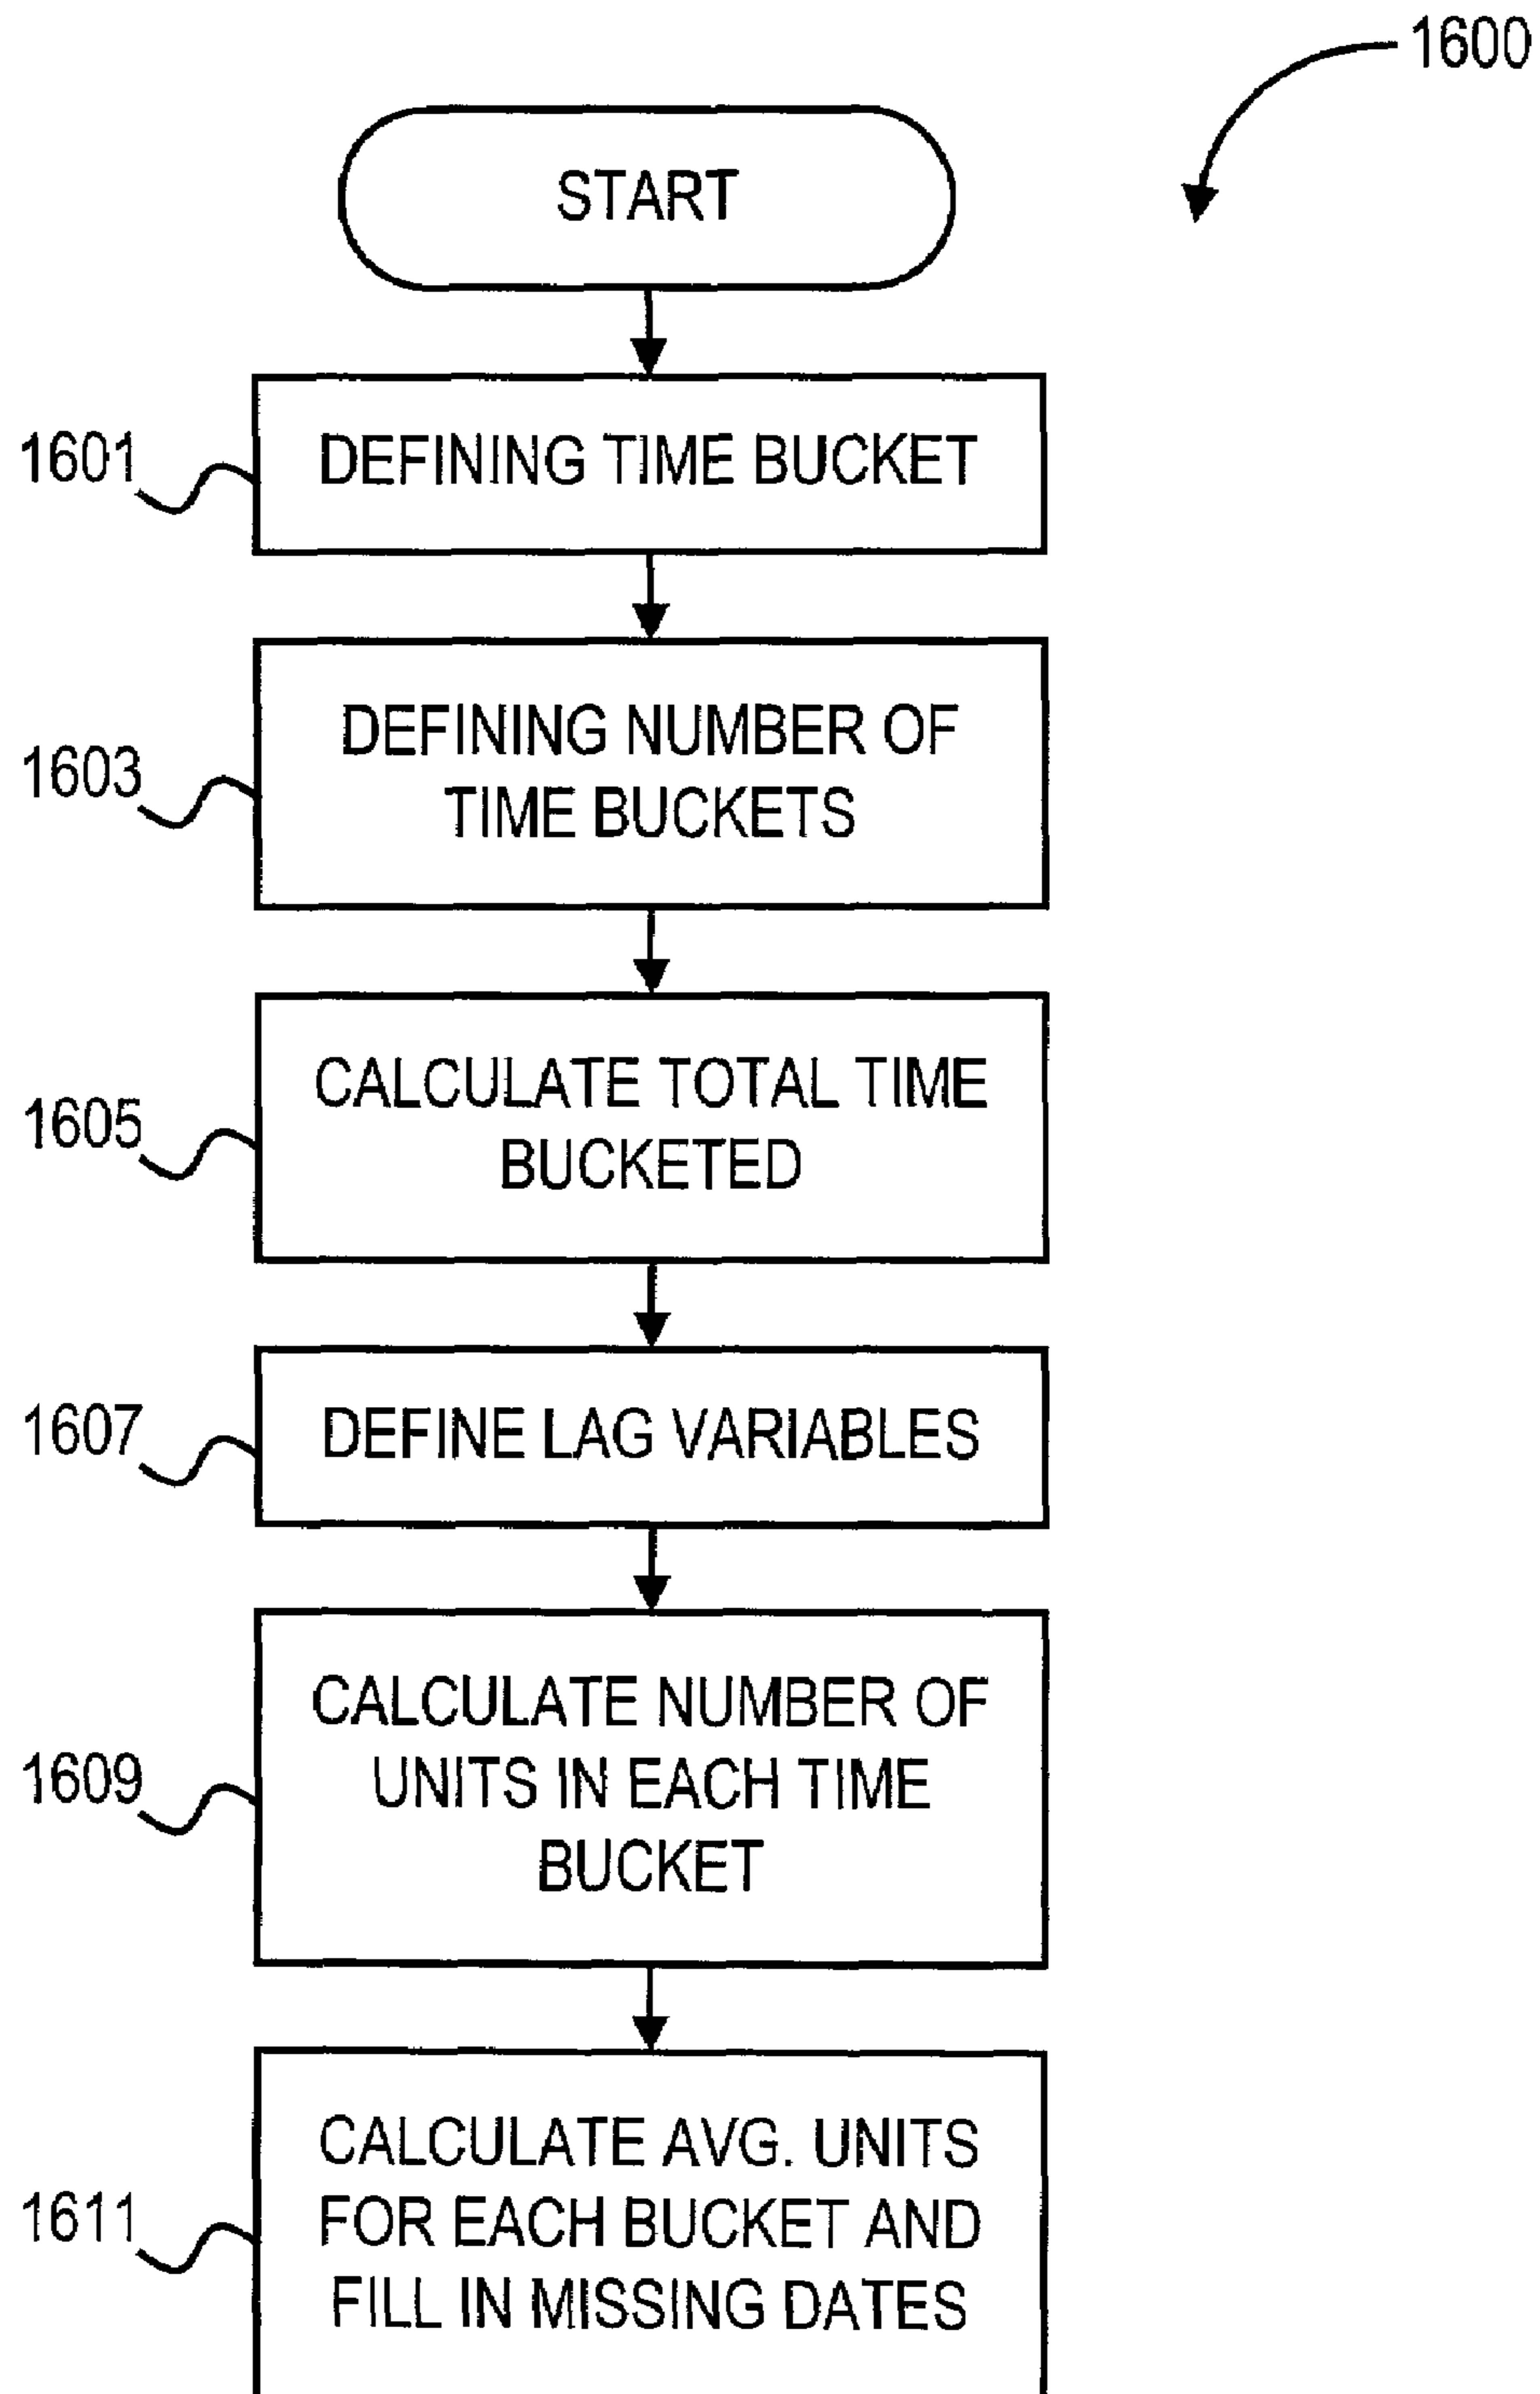 1600
START
1601
DEFINING TIME BUCKET
1603
DEFINING NUMBER OF
TIME BUCKETS
1605
CALCULATE TOTAL TIME
BUCKETED
1607
DEFINE LAG VARIABLES
1609
CALCULATE NUMBER OF
UNITS IN EACH TIME
BUCKET
1611
CALCULATE AVG. UNITS
FOR EACH BUCKET AND
FILL IN MISSING DATES